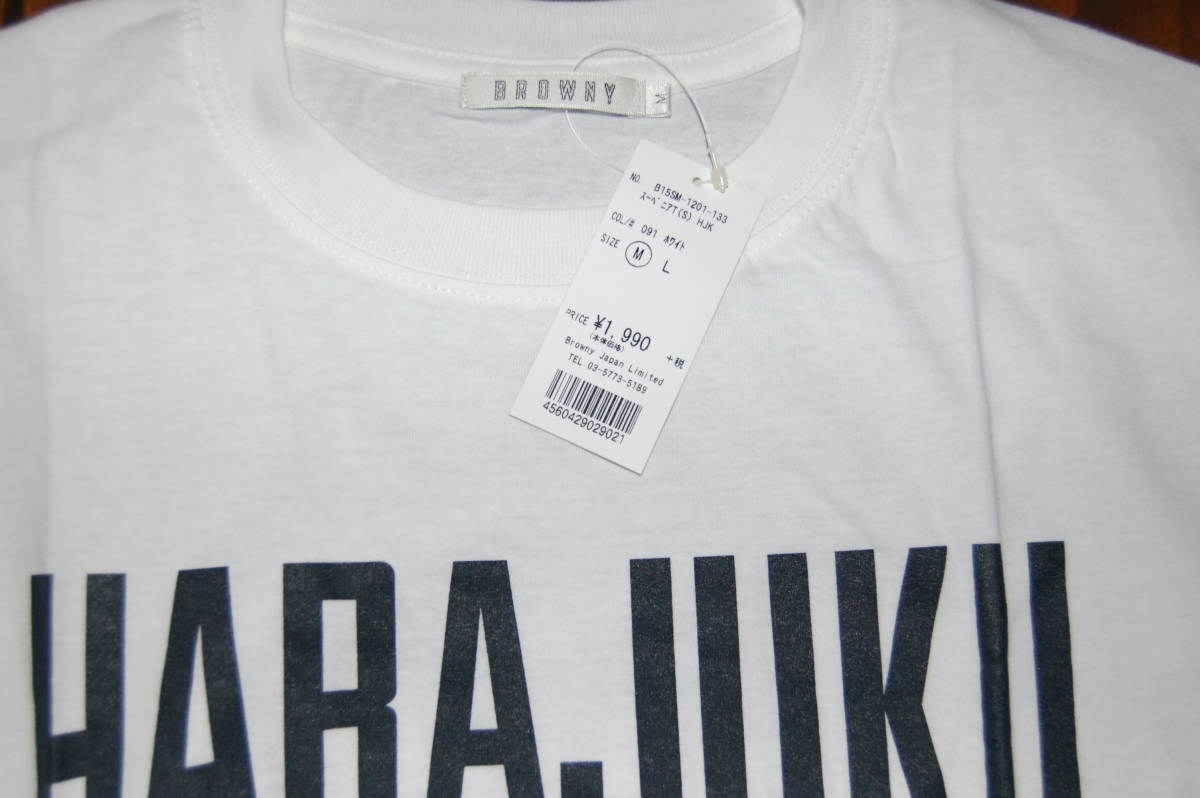 BROWNY
M
NO. B15SM-1201-133
ｽｰﾍﾞﾆｱT(S) HJK
COL/# 091 ﾎﾜｲﾄ
SIZE M L
PRICE ¥1,990 +税
(本体価格)
Browny Japan Limited
TEL 03-5773-5189
4560429029021
HARAJUKU